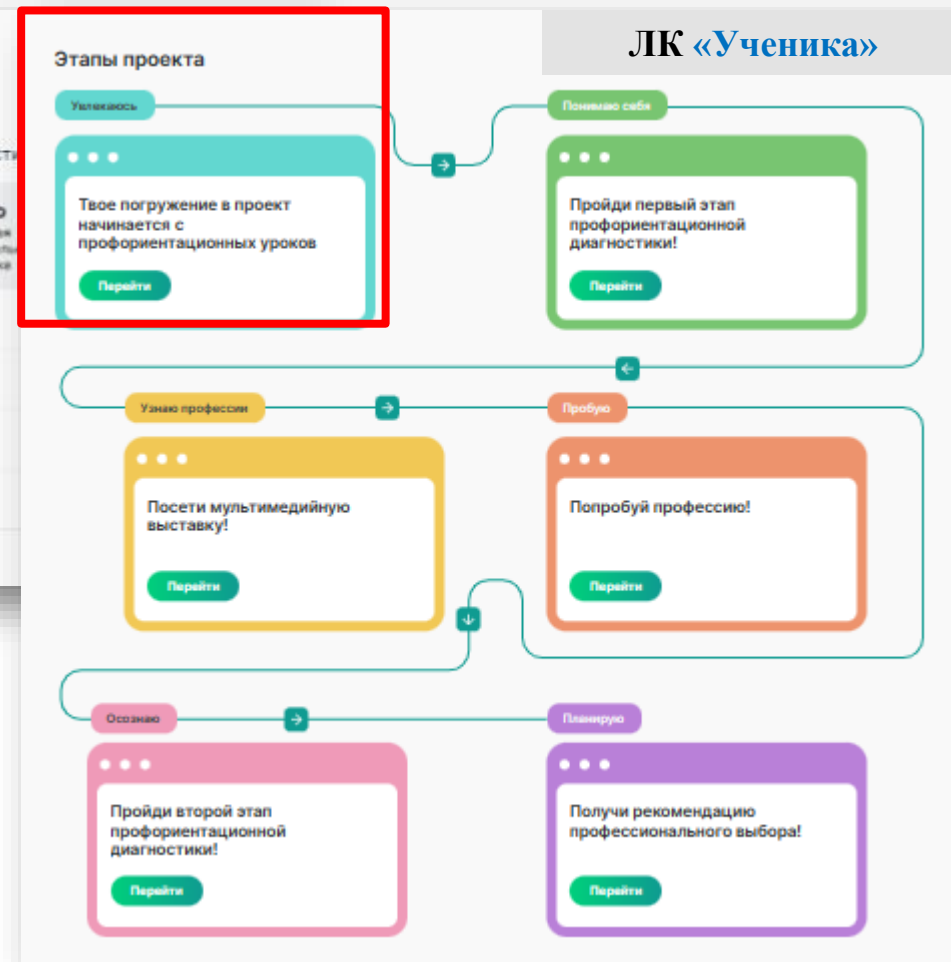 ЛК «Ученика»
Этапы проекта
Увлекаюсь
Твое погружение в проект
начинается с
профориентационных уроков
Перейти
Понимаю себя
Пройди первый этап
профориентационной
диагностики!
Перейти
Узнаю профессии
Посети мультимедийную
выставку!
Перейти
Пробую
Попробуй профессию!
Перейти
Осознаю
Пройди второй этап
профориентационной
диагностики!
Перейти
Планирую
Получи рекомендацию
профессионального выбора!
Перейти